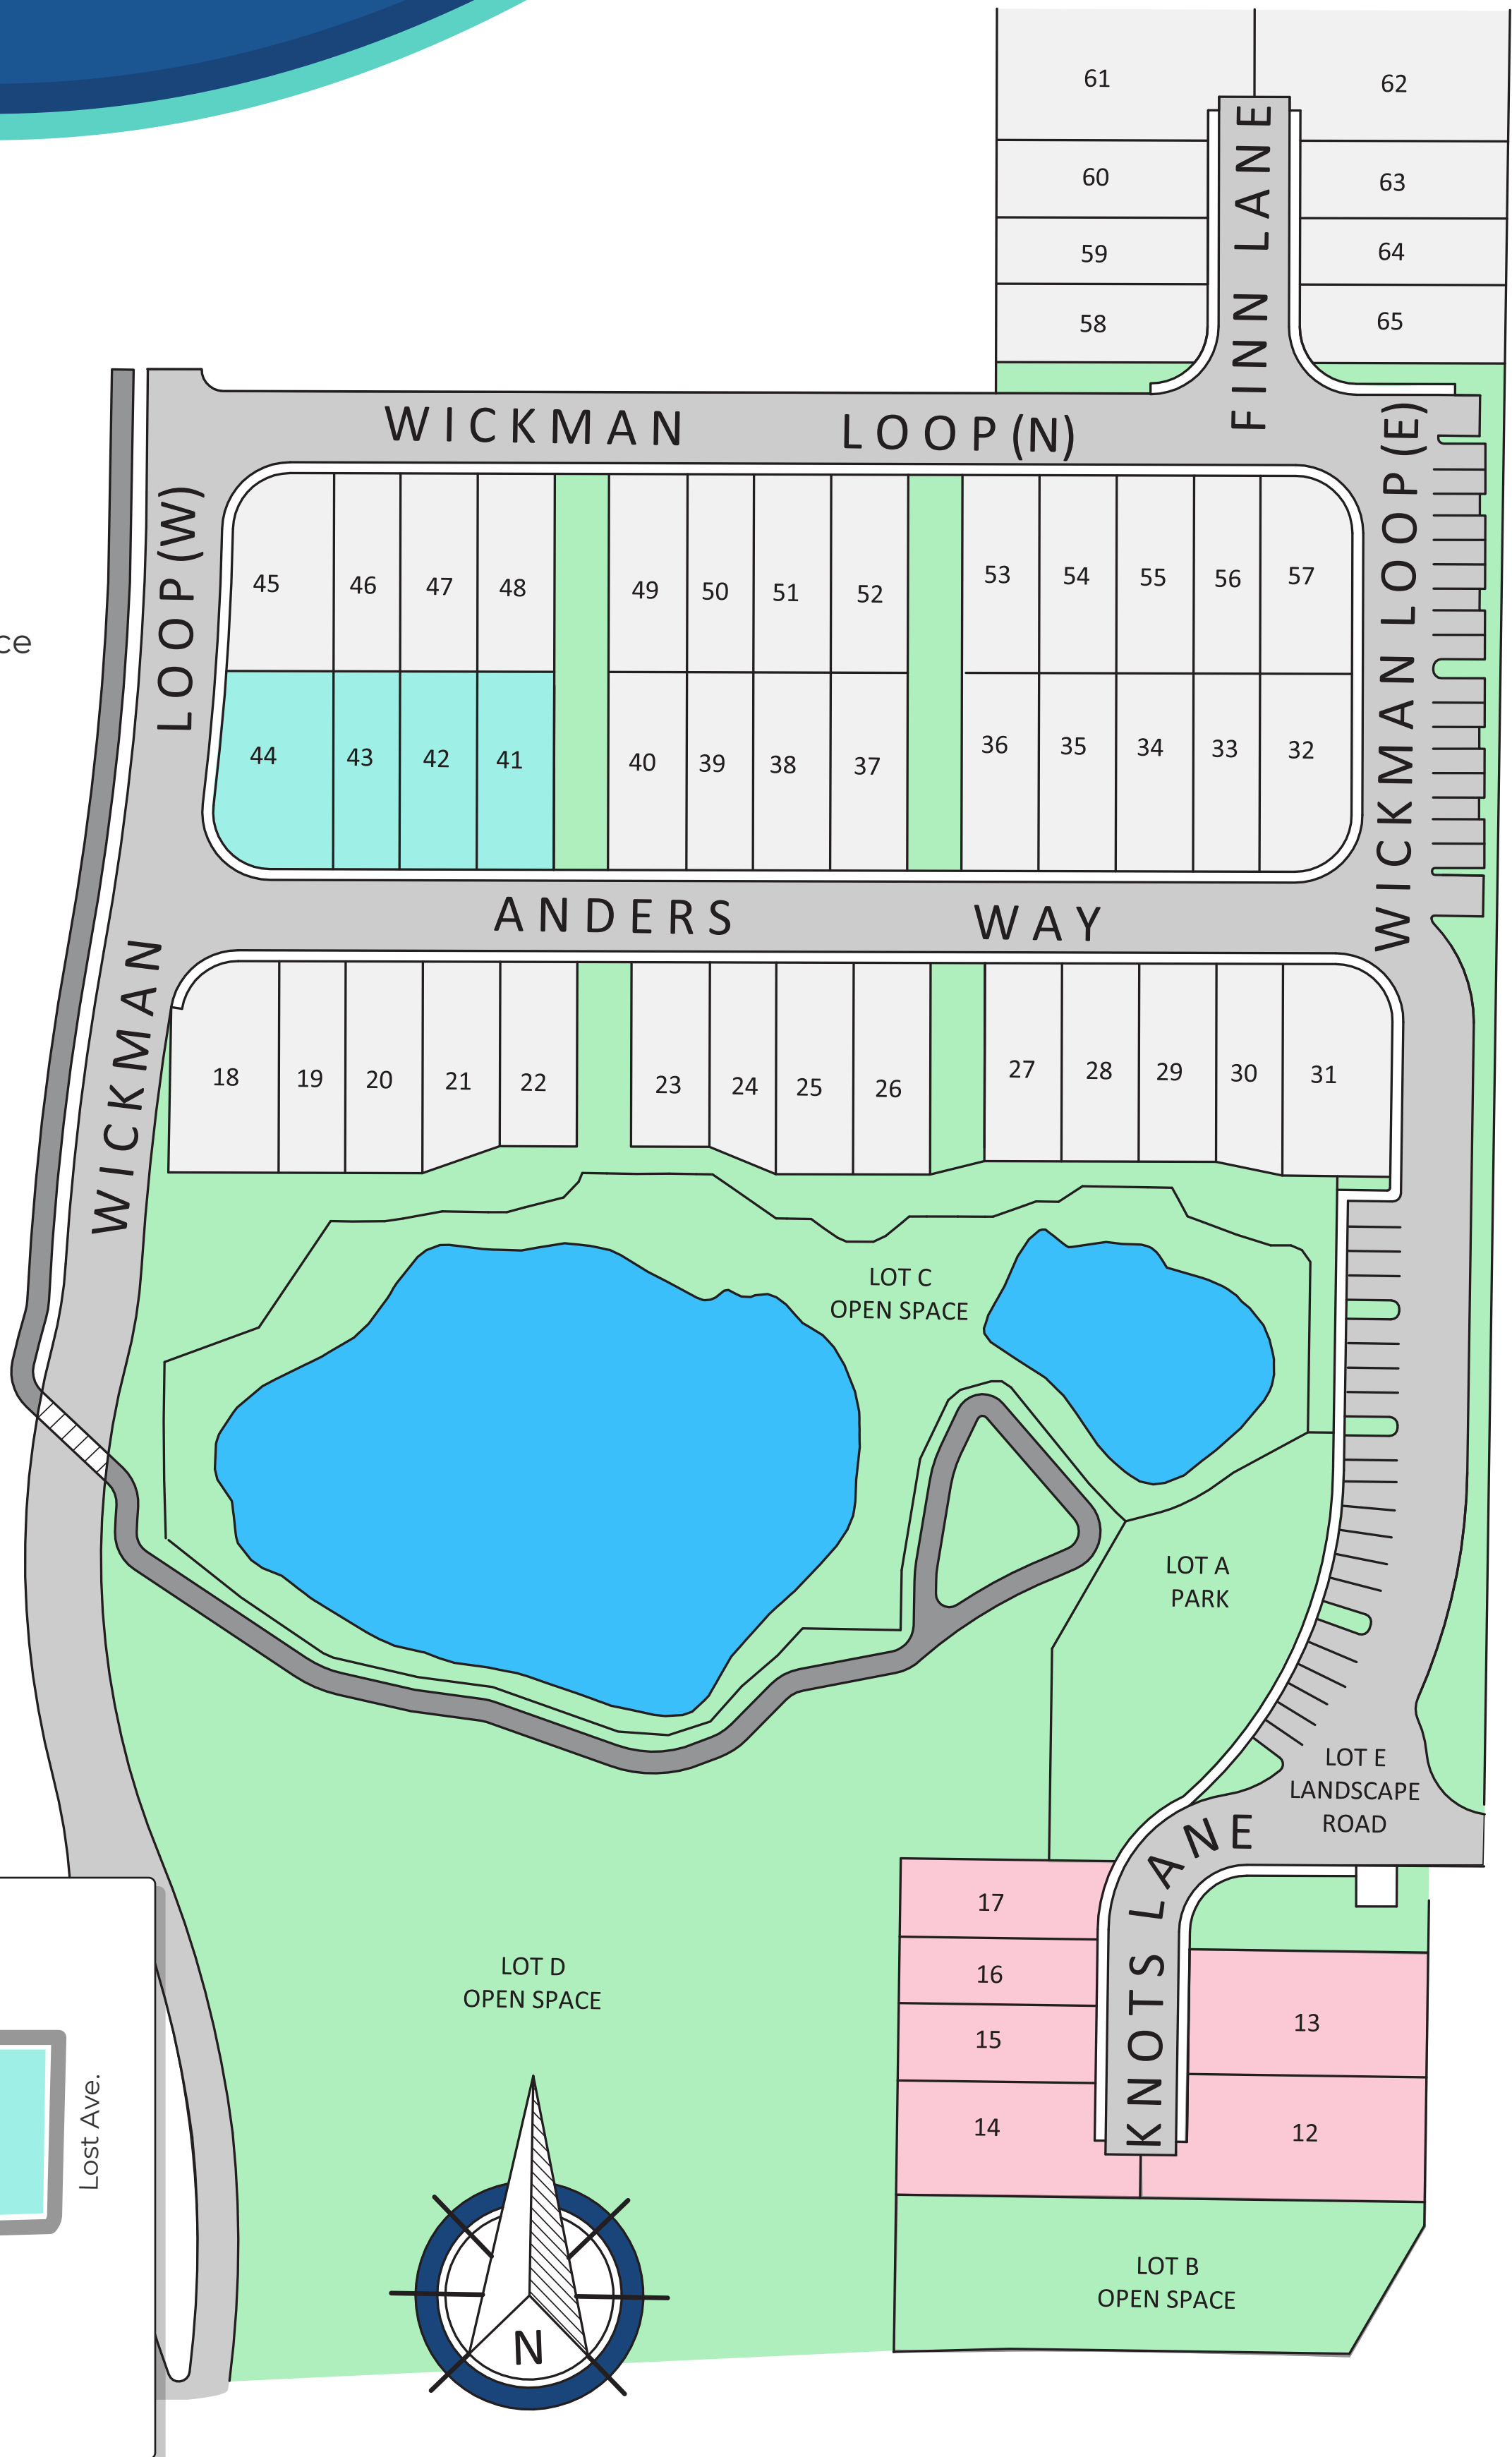 61
62
60
63
59
64
58
65
FINN LANE
WICKMAN LOOP (N)
WICKMAN LOOP (E)
WICKMAN LOOP (W)
ce
45
46
47
48
49
50
51
52
53
54
55
56
57
44
43
42
41
40
39
38
37
36
35
34
33
32
ANDERS WAY
18
19
20
21
22
23
24
25
26
27
28
29
30
31
LOT C
OPEN SPACE
LOT A
PARK
LOT E
LANDSCAPE
ROAD
KNOTS LANE
17
16
15
14
13
12
LOT D
OPEN SPACE
Lost Ave.
LOT B
OPEN SPACE
N